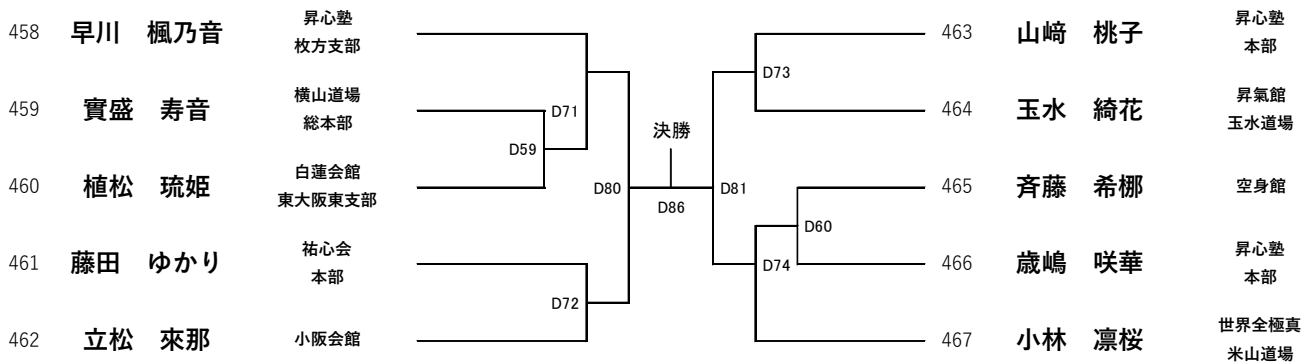 458 早川 楓乃音 昇心塾 枚方支部
459 實盛 寿音 横山道場 総本部
460 植松 琉姫 白蓮会館 東大阪東支部
461 藤田 ゆかり 祐心会 本部
462 立松 來那 小阪会館
D59
D71
D72
D80
決勝
D86
D81
D73
D60
D74
463 山﨑 桃子 昇心塾 本部
464 玉水 綺花 昇氣館 玉水道場
465 斉藤 希梛 空身館
466 歳嶋 咲華 昇心塾 本部
467 小林 凛桜 世界全極真 米山道場